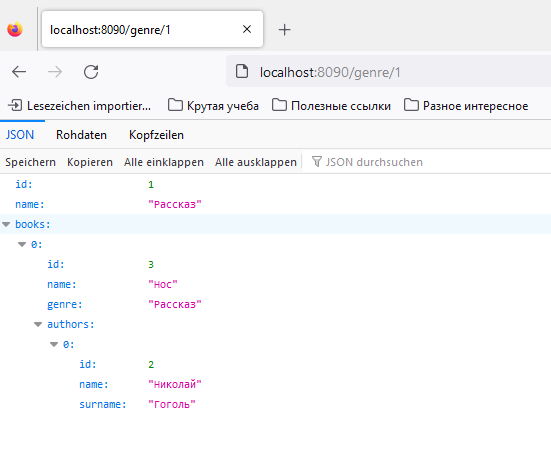 localhost:8090/genre/1
localhost:8090/genre/1
Lesezeichen importier... Крутая учеба Полезные ссылки Разное интересное
JSON Rohdaten Kopfzeilen
Speichern Kopieren Alle einklappen Alle ausklappen JSON durchsuchen
id: 1
name: "Рассказ"
books:
0:
id: 3
name: "Нос"
genre: "Рассказ"
authors:
0:
id: 2
name: "Николай"
surname: "Гоголь"